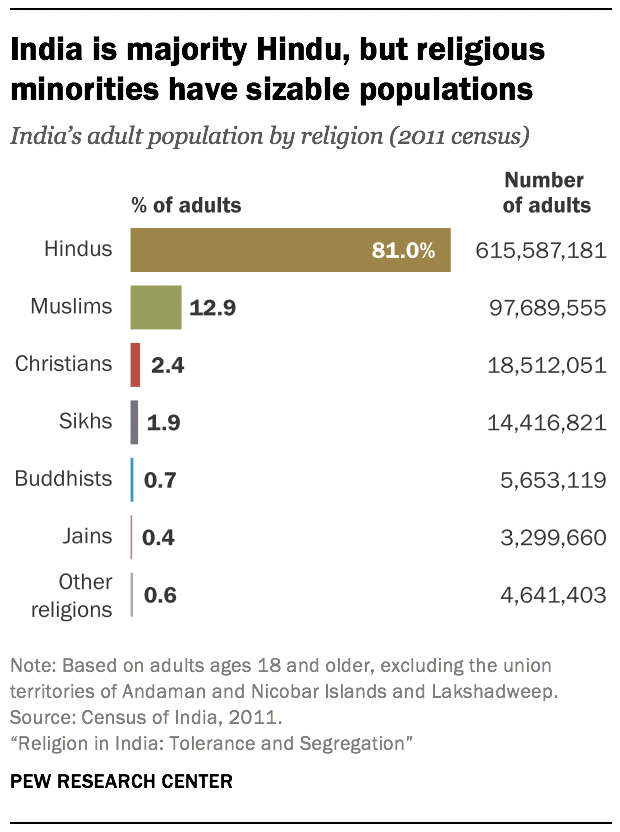 India is majority Hindu, but religious
minorities have sizable populations
India's adult population by religion (2011 census)
% of adults
Number
of adults
Hindus 81.0% 615,587,181
Muslims 12.9 97,689,555
Christians 2.4 18,512,051
Sikhs 1.9 14,416,821
Buddhists 0.7 5,653,119
Jains 0.4 3,299,660
Other
religions 0.6 4,641,403
Note: Based on adults ages 18 and older, excluding the union
territories of Andaman and Nicobar Islands and Lakshadweep.
Source: Census of India, 2011.
“Religion in India: Tolerance and Segregation”
PEW RESEARCH CENTER